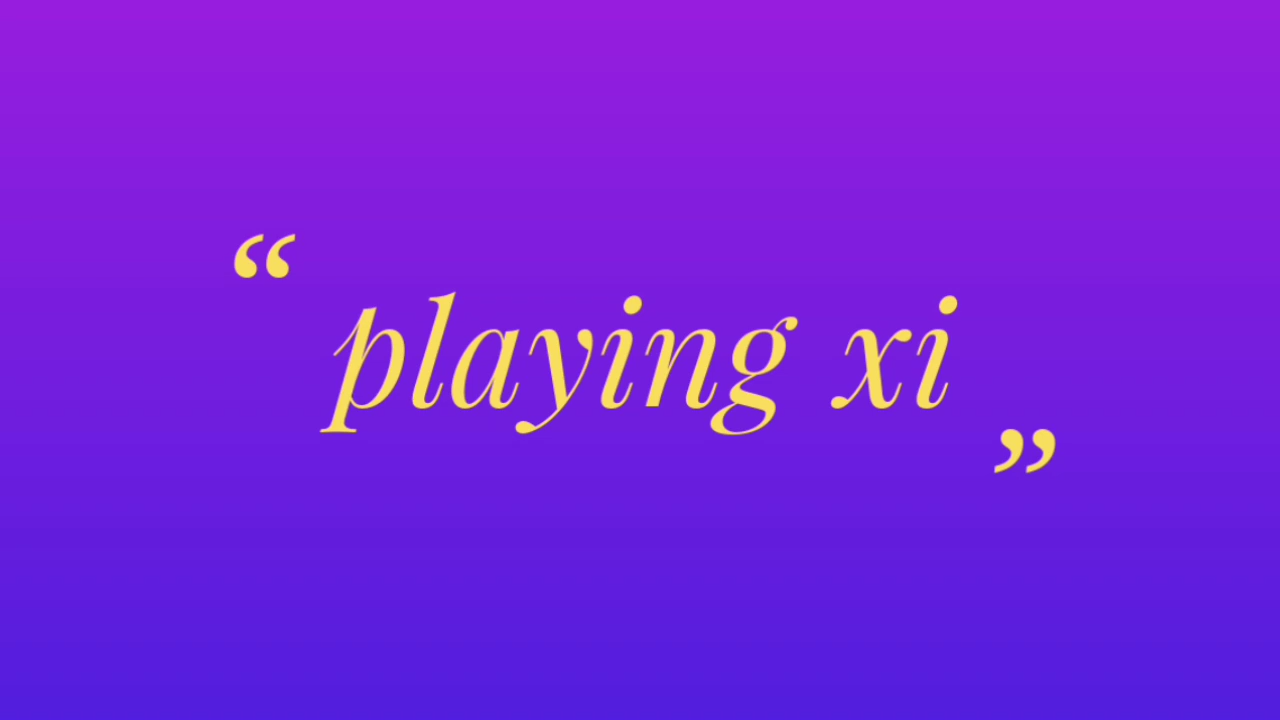 “ playing xi ”